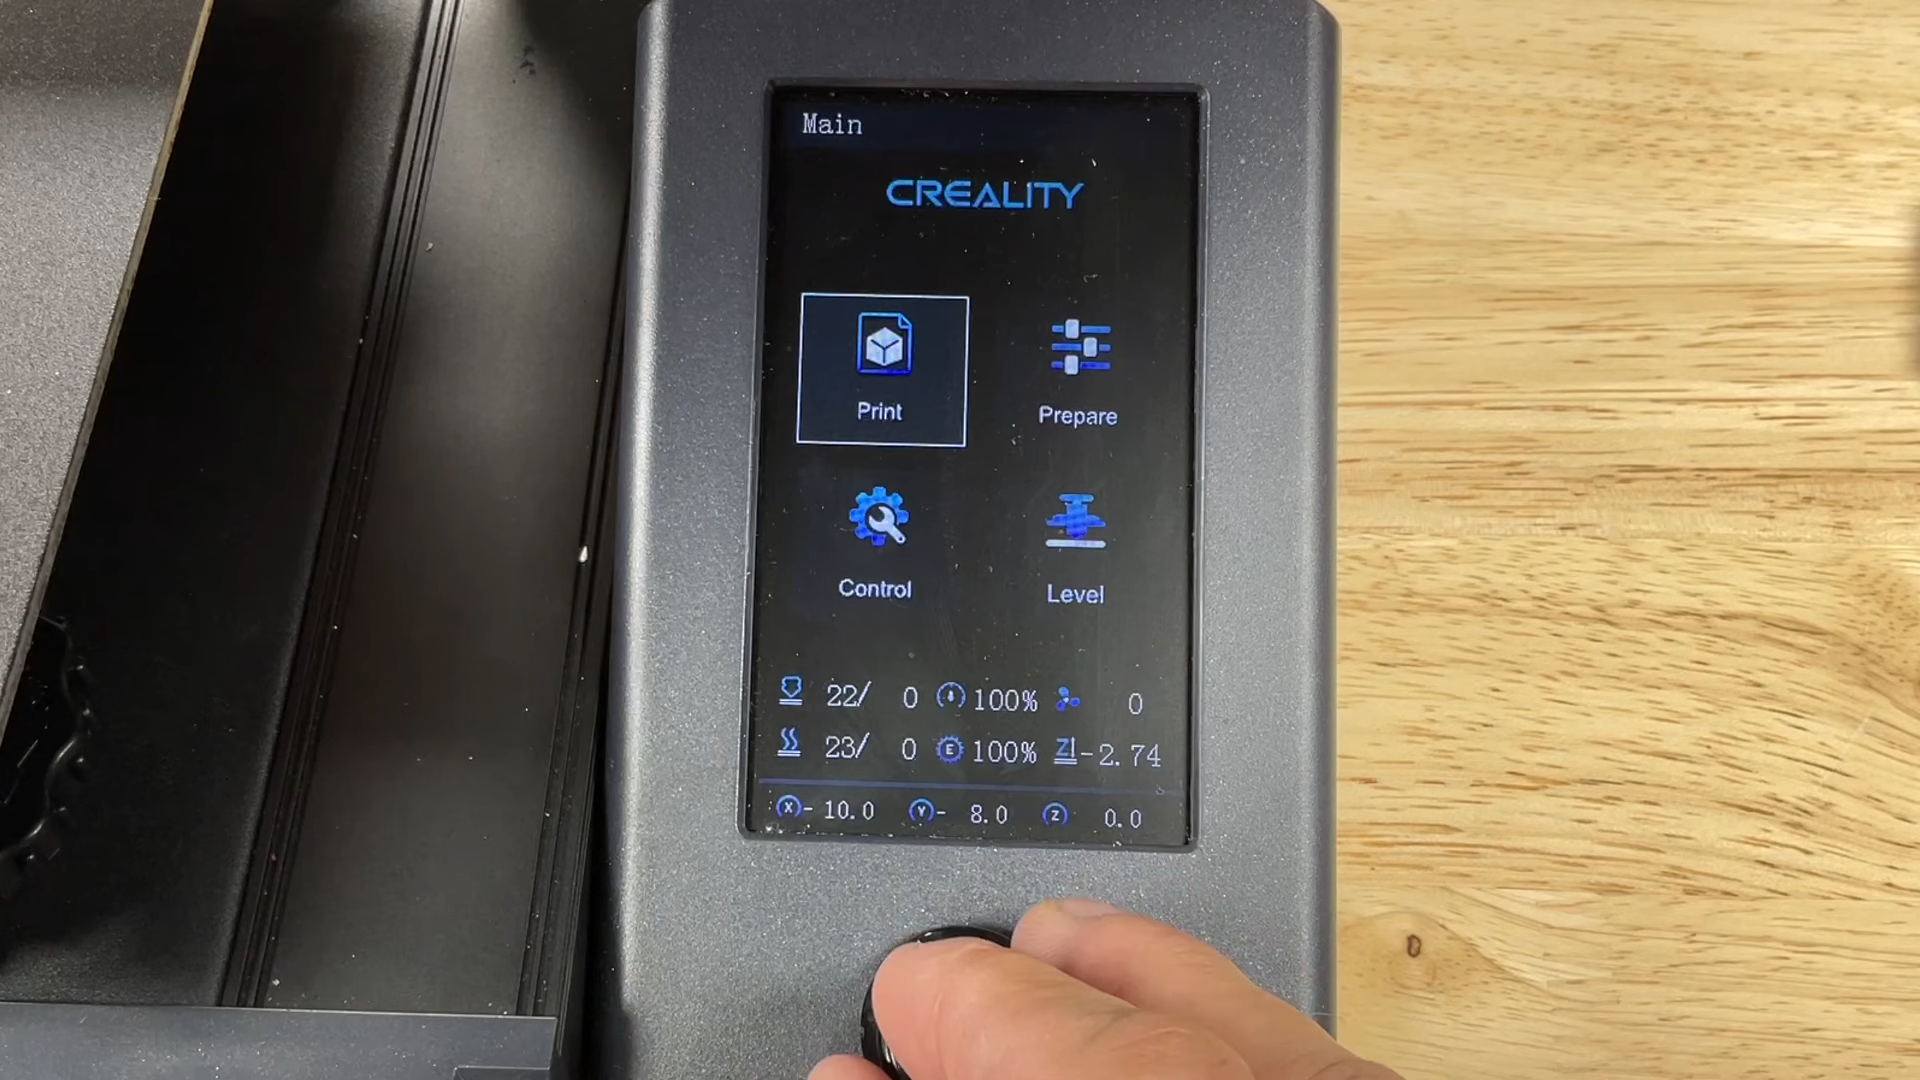 Main
CREALITY
Print
Prepare
Control
Level
22/ 0 100% 0
23/ 0 E 100% Z -2.74
X - 10.0 Y - 8.0 Z 0.0